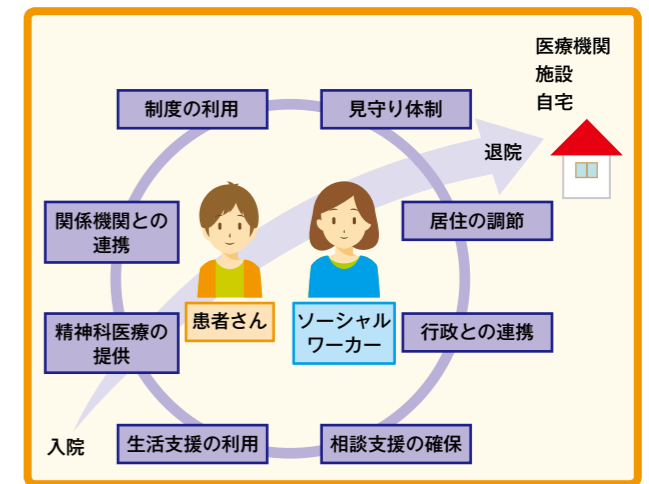 医療機関
施設
自宅
制度の利用
見守り体制
退院
関係機関との
連携
居住の調節
患者さん
ソーシャル
ワーカー
精神科医療の
提供
行政との連携
入院
生活支援の利用
相談支援の確保